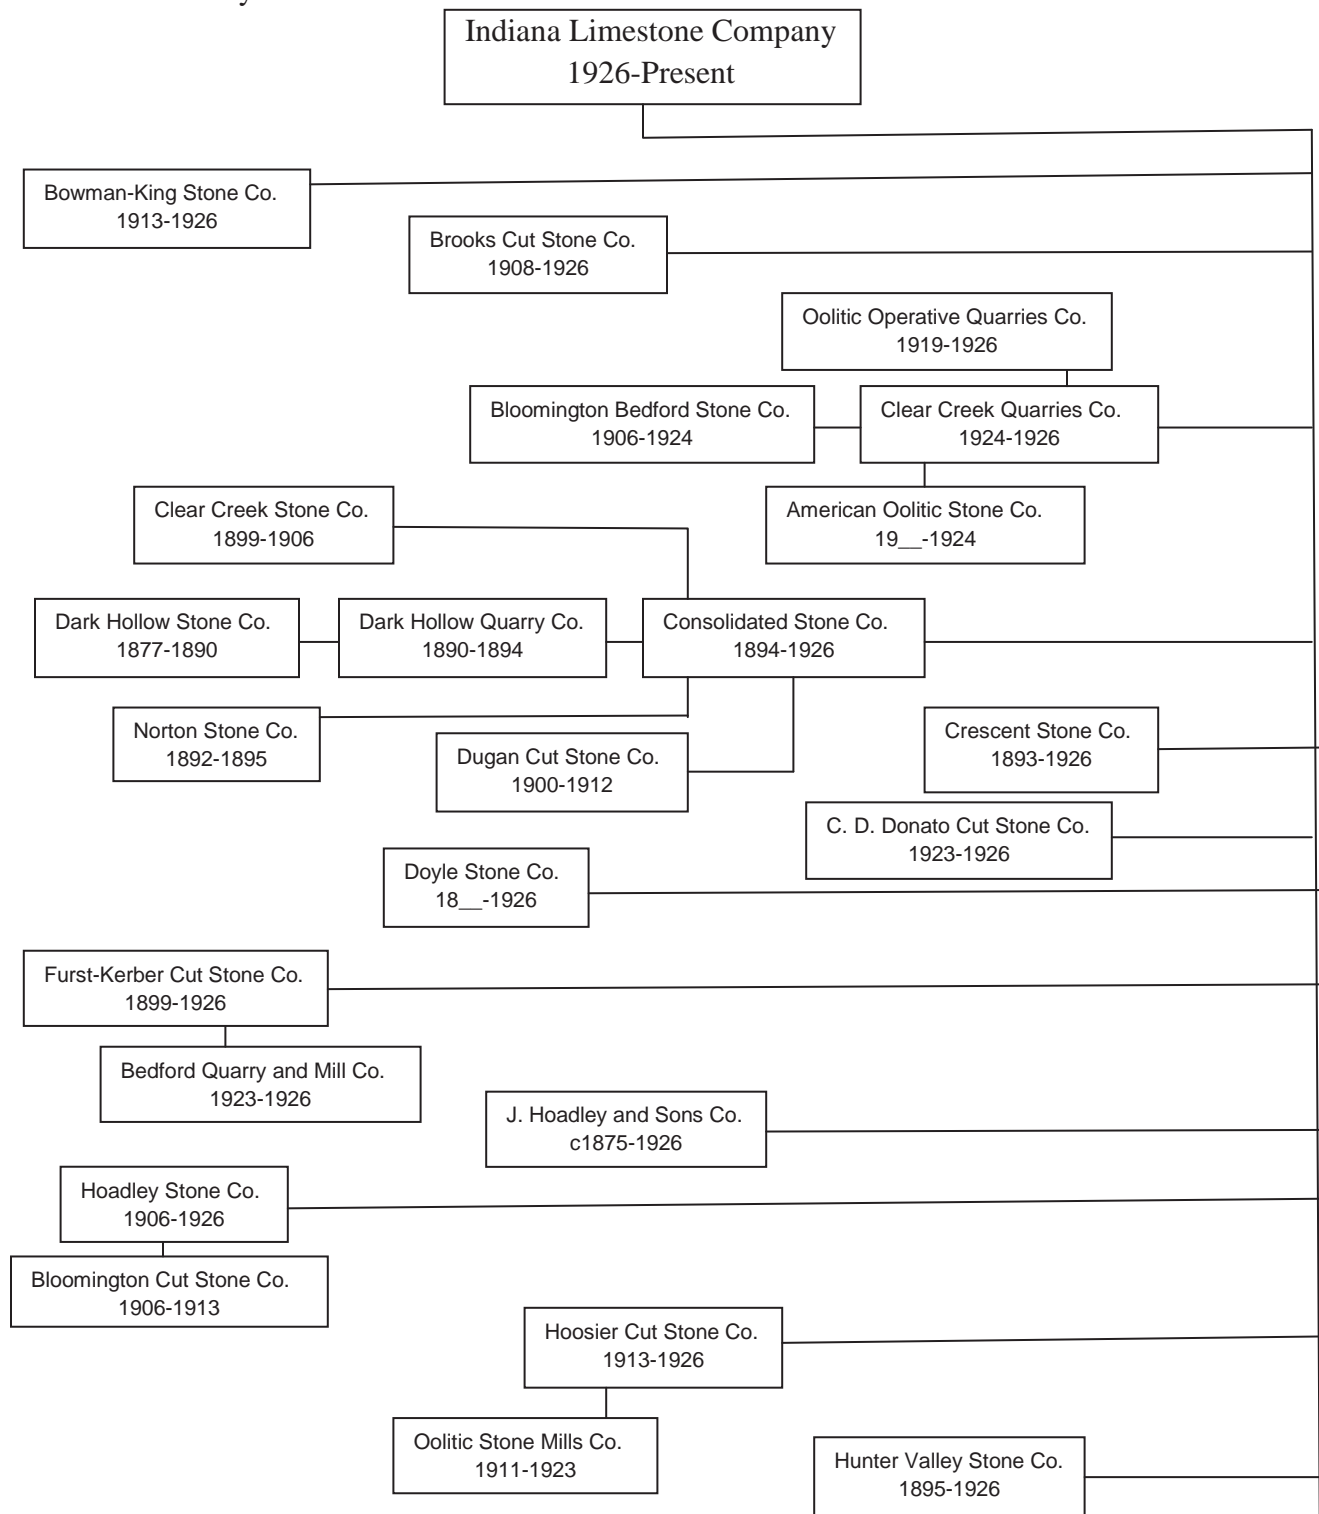 Indiana Limestone Company
1926-Present
Bowman-King Stone Co.
1913-1926
Brooks Cut Stone Co.
1908-1926
Oolitic Operative Quarries Co.
1919-1926
Bloomington Bedford Stone Co.
1906-1924
Clear Creek Quarries Co.
1924-1926
Clear Creek Stone Co.
1899-1906
American Oolitic Stone Co.
19__-1924
Dark Hollow Stone Co.
1877-1890
Dark Hollow Quarry Co.
1890-1894
Consolidated Stone Co.
1894-1926
Norton Stone Co.
1892-1895
Dugan Cut Stone Co.
1900-1912
Crescent Stone Co.
1893-1926
C. D. Donato Cut Stone Co.
1923-1926
Doyle Stone Co.
18__-1926
Furst-Kerber Cut Stone Co.
1899-1926
Bedford Quarry and Mill Co.
1923-1926
J. Hoadley and Sons Co.
c1875-1926
Hoadley Stone Co.
1906-1926
Bloomington Cut Stone Co.
1906-1913
Hoosier Cut Stone Co.
1913-1926
Oolitic Stone Mills Co.
1911-1923
Hunter Valley Stone Co.
1895-1926